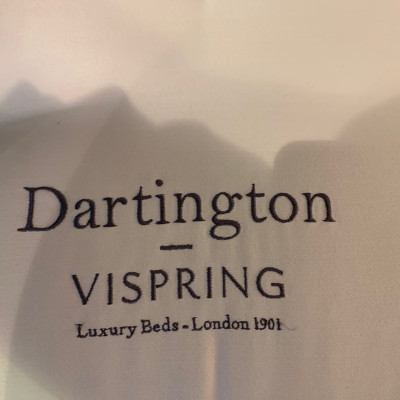 Dartington
VISPRING
Luxury Beds - London 1901